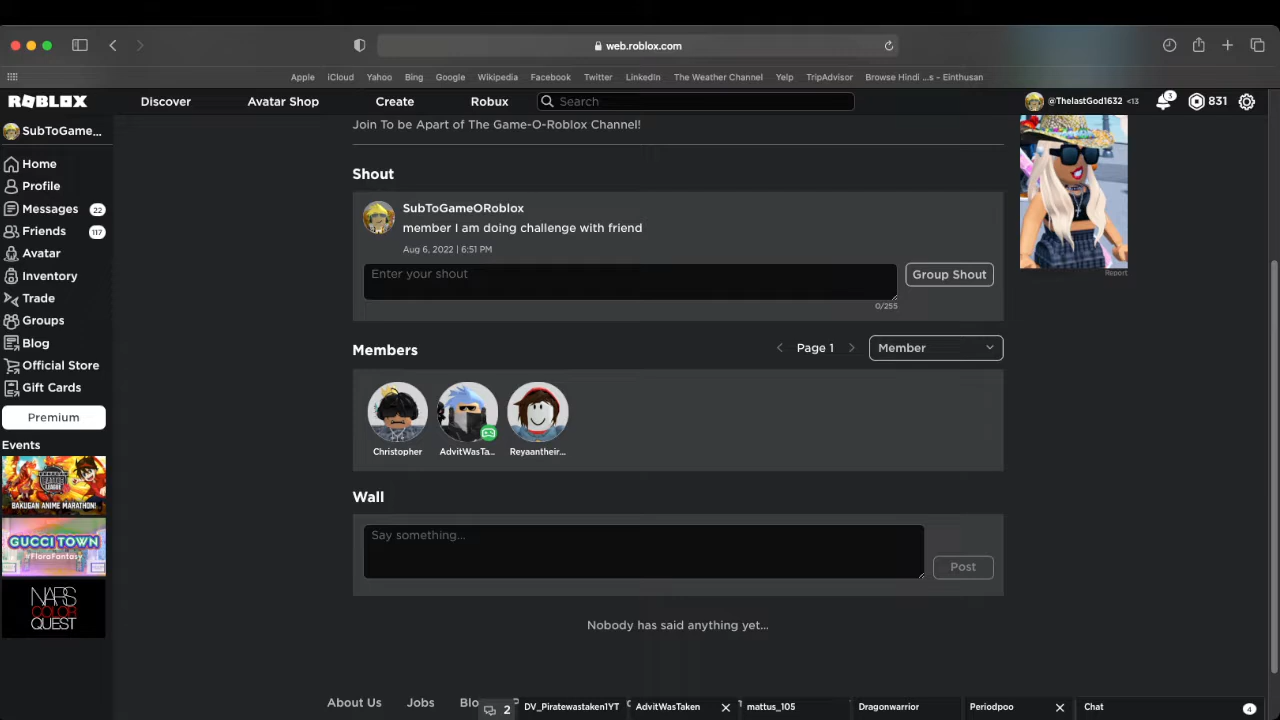 web.roblox.com
Apple iCloud Yahoo Bing Google Wikipedia Facebook Twitter LinkedIn The Weather Channel Yelp TripAdvisor Browse Hindi ...s - Einthusan
ROBLOX Discover Avatar Shop Create Robux Search @ThelastGod1632 <13 3 831
SubToGame...
Home
Profile
Messages 22
Friends 117
Avatar
Inventory
Trade
Groups
Blog
Official Store
Gift Cards
Premium
Events
BAKUGAN ANIME MARATHON!
GUCCI TOWN
#FloraFantasy
NARS
COLOR
QUEST
Join To be Apart of The Game-O-Roblox Channel!
Shout
SubToGameORoblox
member I am doing challenge with friend
Aug 6, 2022 | 6:51 PM
Enter your shout
Group Shout
0/255
Members
Page 1
Member
Christopher AdvitWasTa... Reyaantheir...
Wall
Say something...
Post
Nobody has said anything yet...
Report
About Us Jobs
2 DV_Piratewastaken1YT AdvitWasTaken mattus_105 Dragonwarrior Periodpoo Chat 4